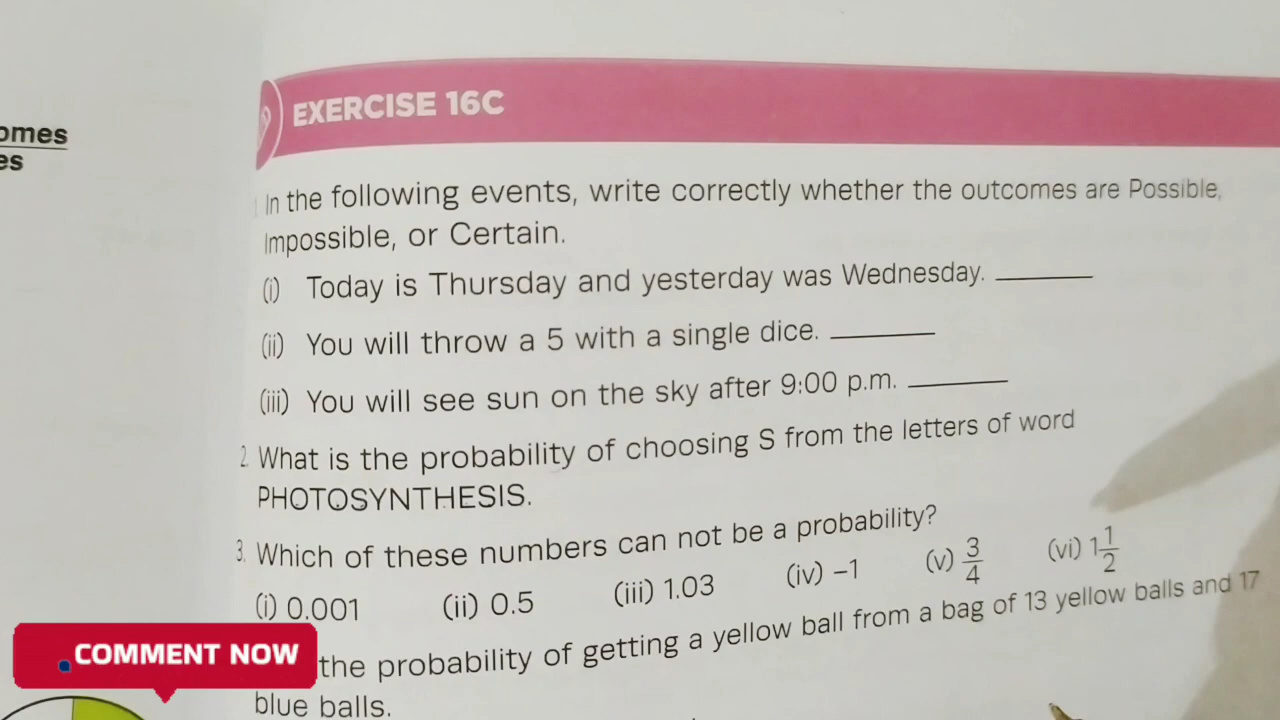 omes
es
EXERCISE 16C
In the following events, write correctly whether the outcomes are Possible,
Impossible, or Certain.
(i) Today is Thursday and yesterday was Wednesday.
(ii) You will throw a 5 with a single dice.
(iii) You will see sun on the sky after 9:00 p.m.
2. What is the probability of choosing S from the letters of word
PHOTOSYNTHESIS.
3. Which of these numbers can not be a probability?
(i) 0.001 (ii) 0.5 (iii) 1.03 (iv) –1 (v) 3/4 (vi) 1 1/2
the probability of getting a yellow ball from a bag of 13 yellow balls and 17
blue balls.
COMMENT NOW